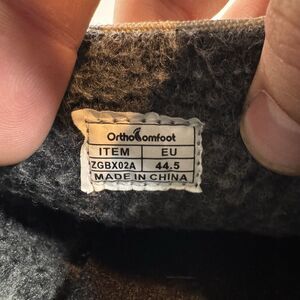 OrthoComfoot
ITEM EU
ZGBX02A 44.5
MADE IN CHINA